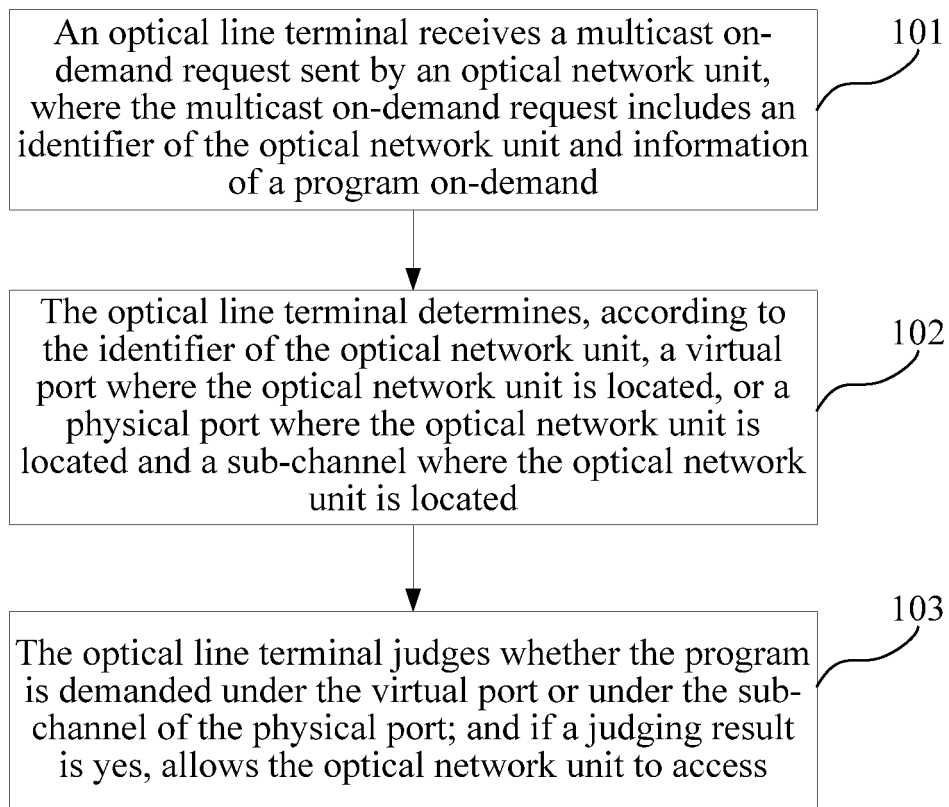 An optical line terminal receives a multicast on-
demand request sent by an optical network unit,
where the multicast on-demand request includes an
identifier of the optical network unit and information
of a program on-demand
101
The optical line terminal determines, according to
the identifier of the optical network unit, a virtual
port where the optical network unit is located, or a
physical port where the optical network unit is
located and a sub-channel where the optical network
unit is located
102
The optical line terminal judges whether the program
is demanded under the virtual port or under the sub-
channel of the physical port; and if a judging result
is yes, allows the optical network unit to access
103